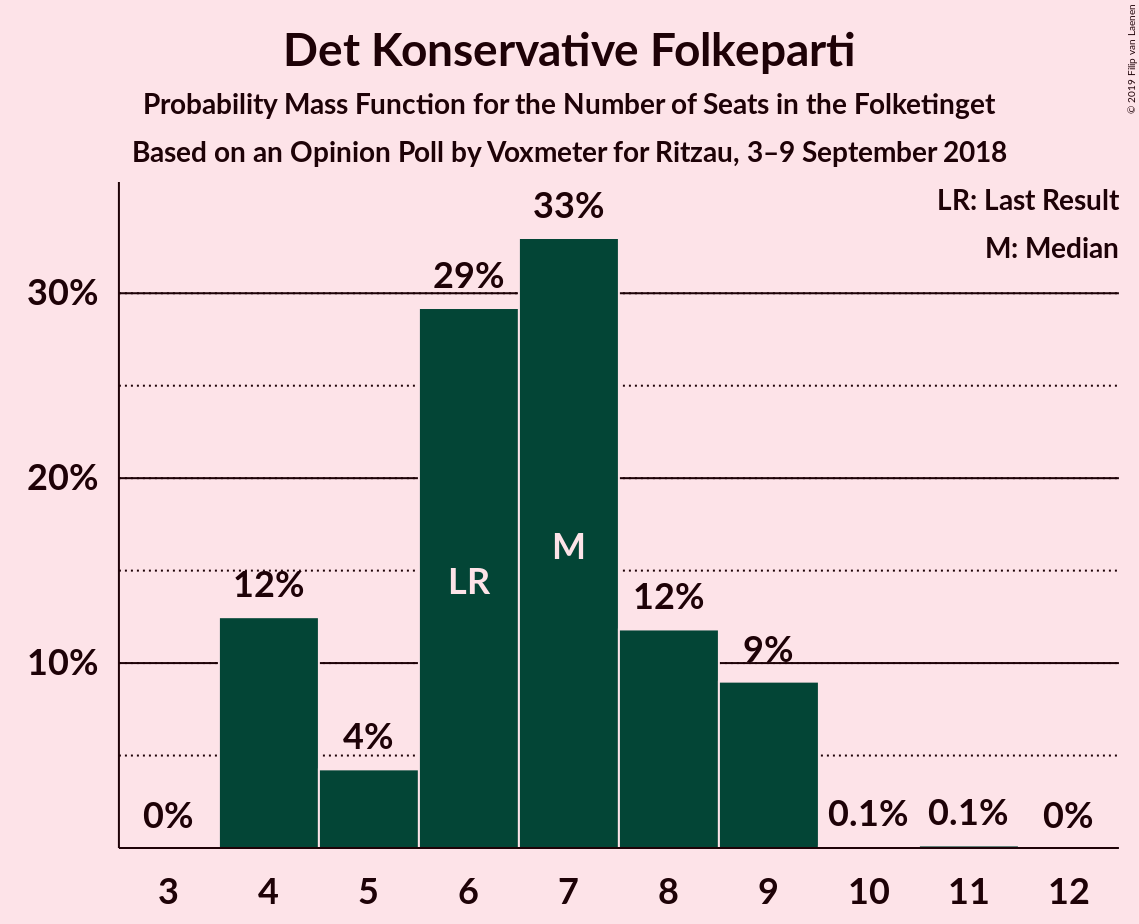 Det Konservative Folkeparti
Probability Mass Function for the Number of Seats in the Folketinget
Based on an Opinion Poll by Voxmeter for Ritzau, 3–9 September 2018
© 2019 Filip van Laenen
LR: Last Result
M: Median
33%
29%
30%
20%
12%
LR
M
12%
10%
9%
4%
0%
0.1%
0.1%
0%
3 4 5 6 7 8 9 10 11 12